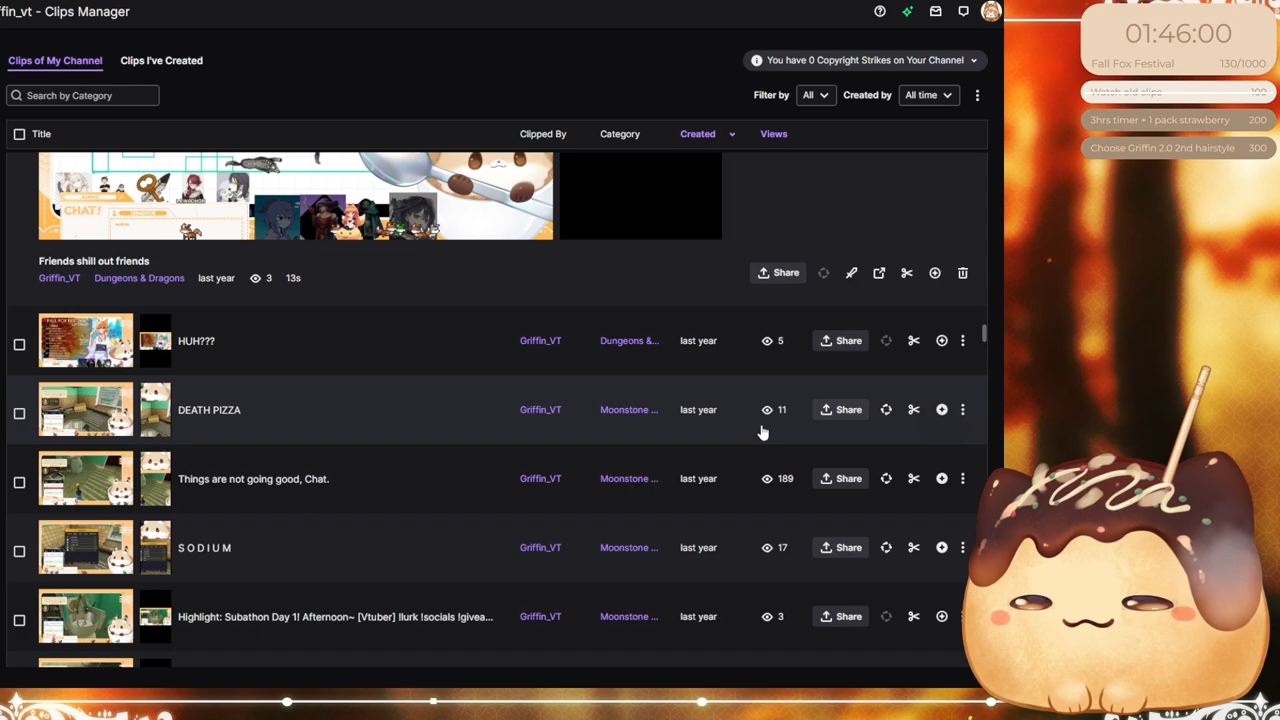 ffin_vt - Clips Manager
01:46:00
Fall Fox Festival 130/1000
Clips of My Channel Clips I've Created
You have 0 Copyright Strikes on Your Channel
Watch old clips 100
Search by Category
Filter by All Created by All time
3hrs timer + 1 pack strawberry 200
Title Clipped By Category Created Views
Choose Griffin 2.0 2nd hairstyle 300
CHAT!
Friends shill out friends
Griffin_VT Dungeons & Dragons last year 3 13s Share
HUH??? Griffin_VT Dungeons &... last year 5 Share
DEATH PIZZA Griffin_VT Moonstone ... last year 11 Share
Things are not going good, Chat. Griffin_VT Moonstone ... last year 189 Share
S O D I U M Griffin_VT Moonstone ... last year 17 Share
Highlight: Subathon Day 1! Afternoon~ [Vtuber] !lurk !socials !givea... Griffin_VT Moonstone ... last year 3 Share